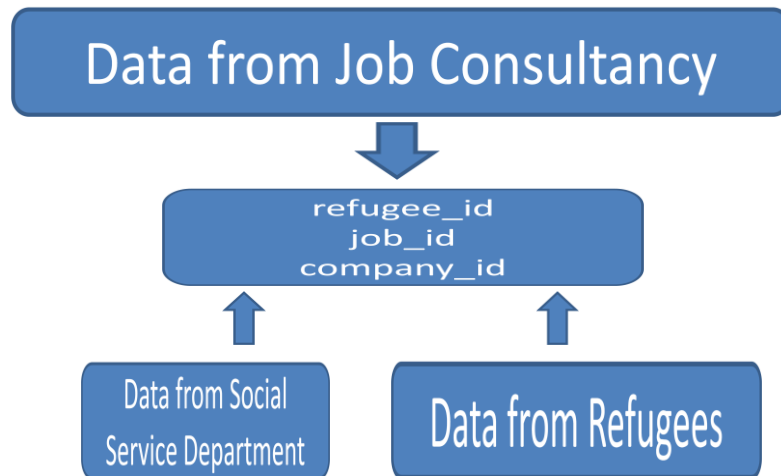 Data from Job Consultancy
refugee_id
job_id
company_id
Data from Social
Service Department
Data from Refugees